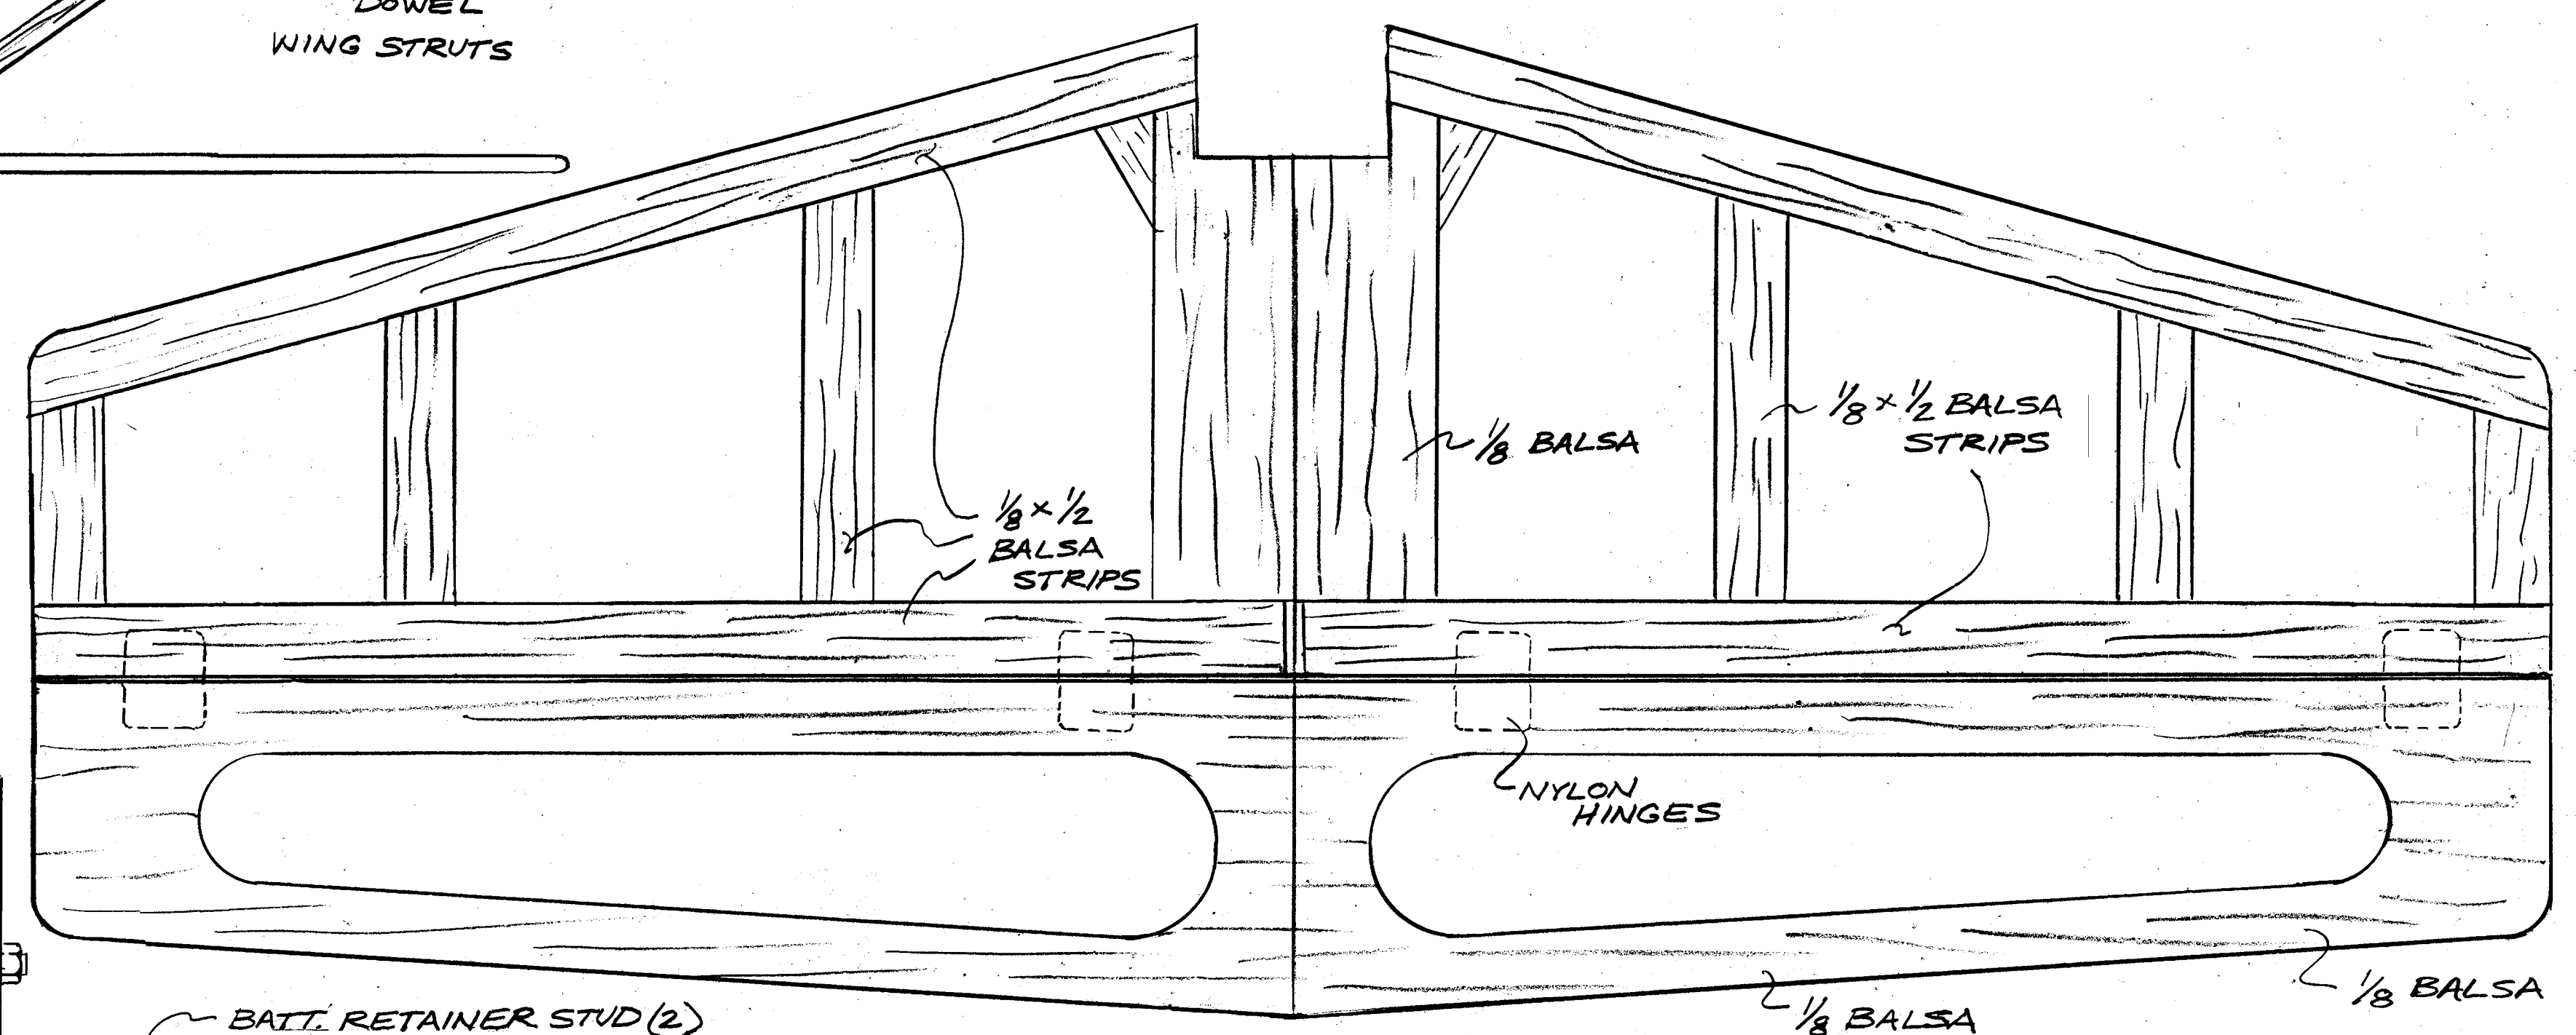 DOWEL
WING STRUTS
1/8 x 1/2 BALSA
STRIPS
1/8 BALSA
1/8 x 1/2
BALSA
STRIPS
NYLON
HINGES
1/8 BALSA
1/8 BALSA
BATT. RETAINER STUD (2)